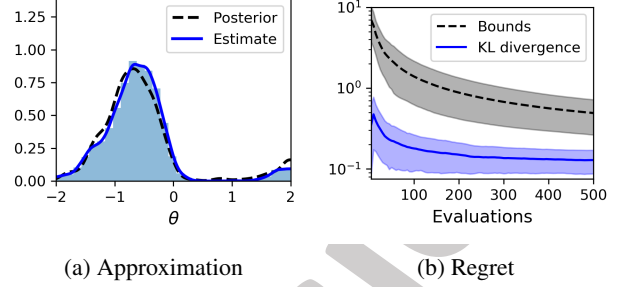 1.25
1.00
0.75
0.50
0.25
0.00
−2 −1 0 1 2
θ
Posterior
Estimate
10¹
10⁰
10⁻¹
100 200 300 400 500
Evaluations
Bounds
KL divergence
(a) Approximation
(b) Regret